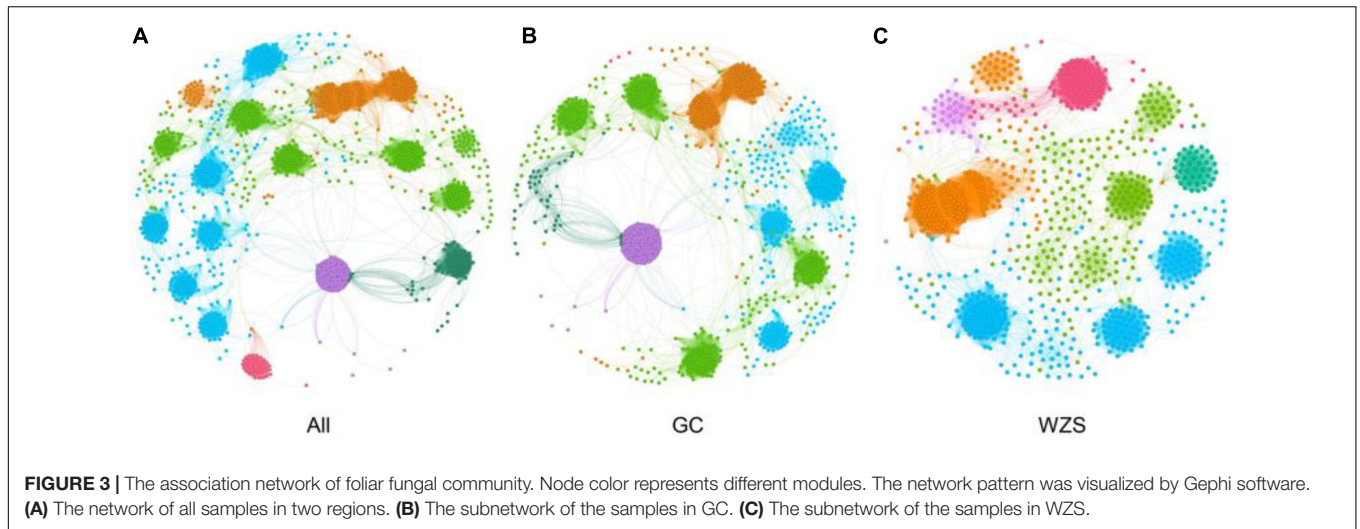 A
B
C
All
GC
WZS
FIGURE 3 | The association network of foliar fungal community. Node color represents different modules. The network pattern was visualized by Gephi software.
(A) The network of all samples in two regions. (B) The subnetwork of the samples in GC. (C) The subnetwork of the samples in WZS.